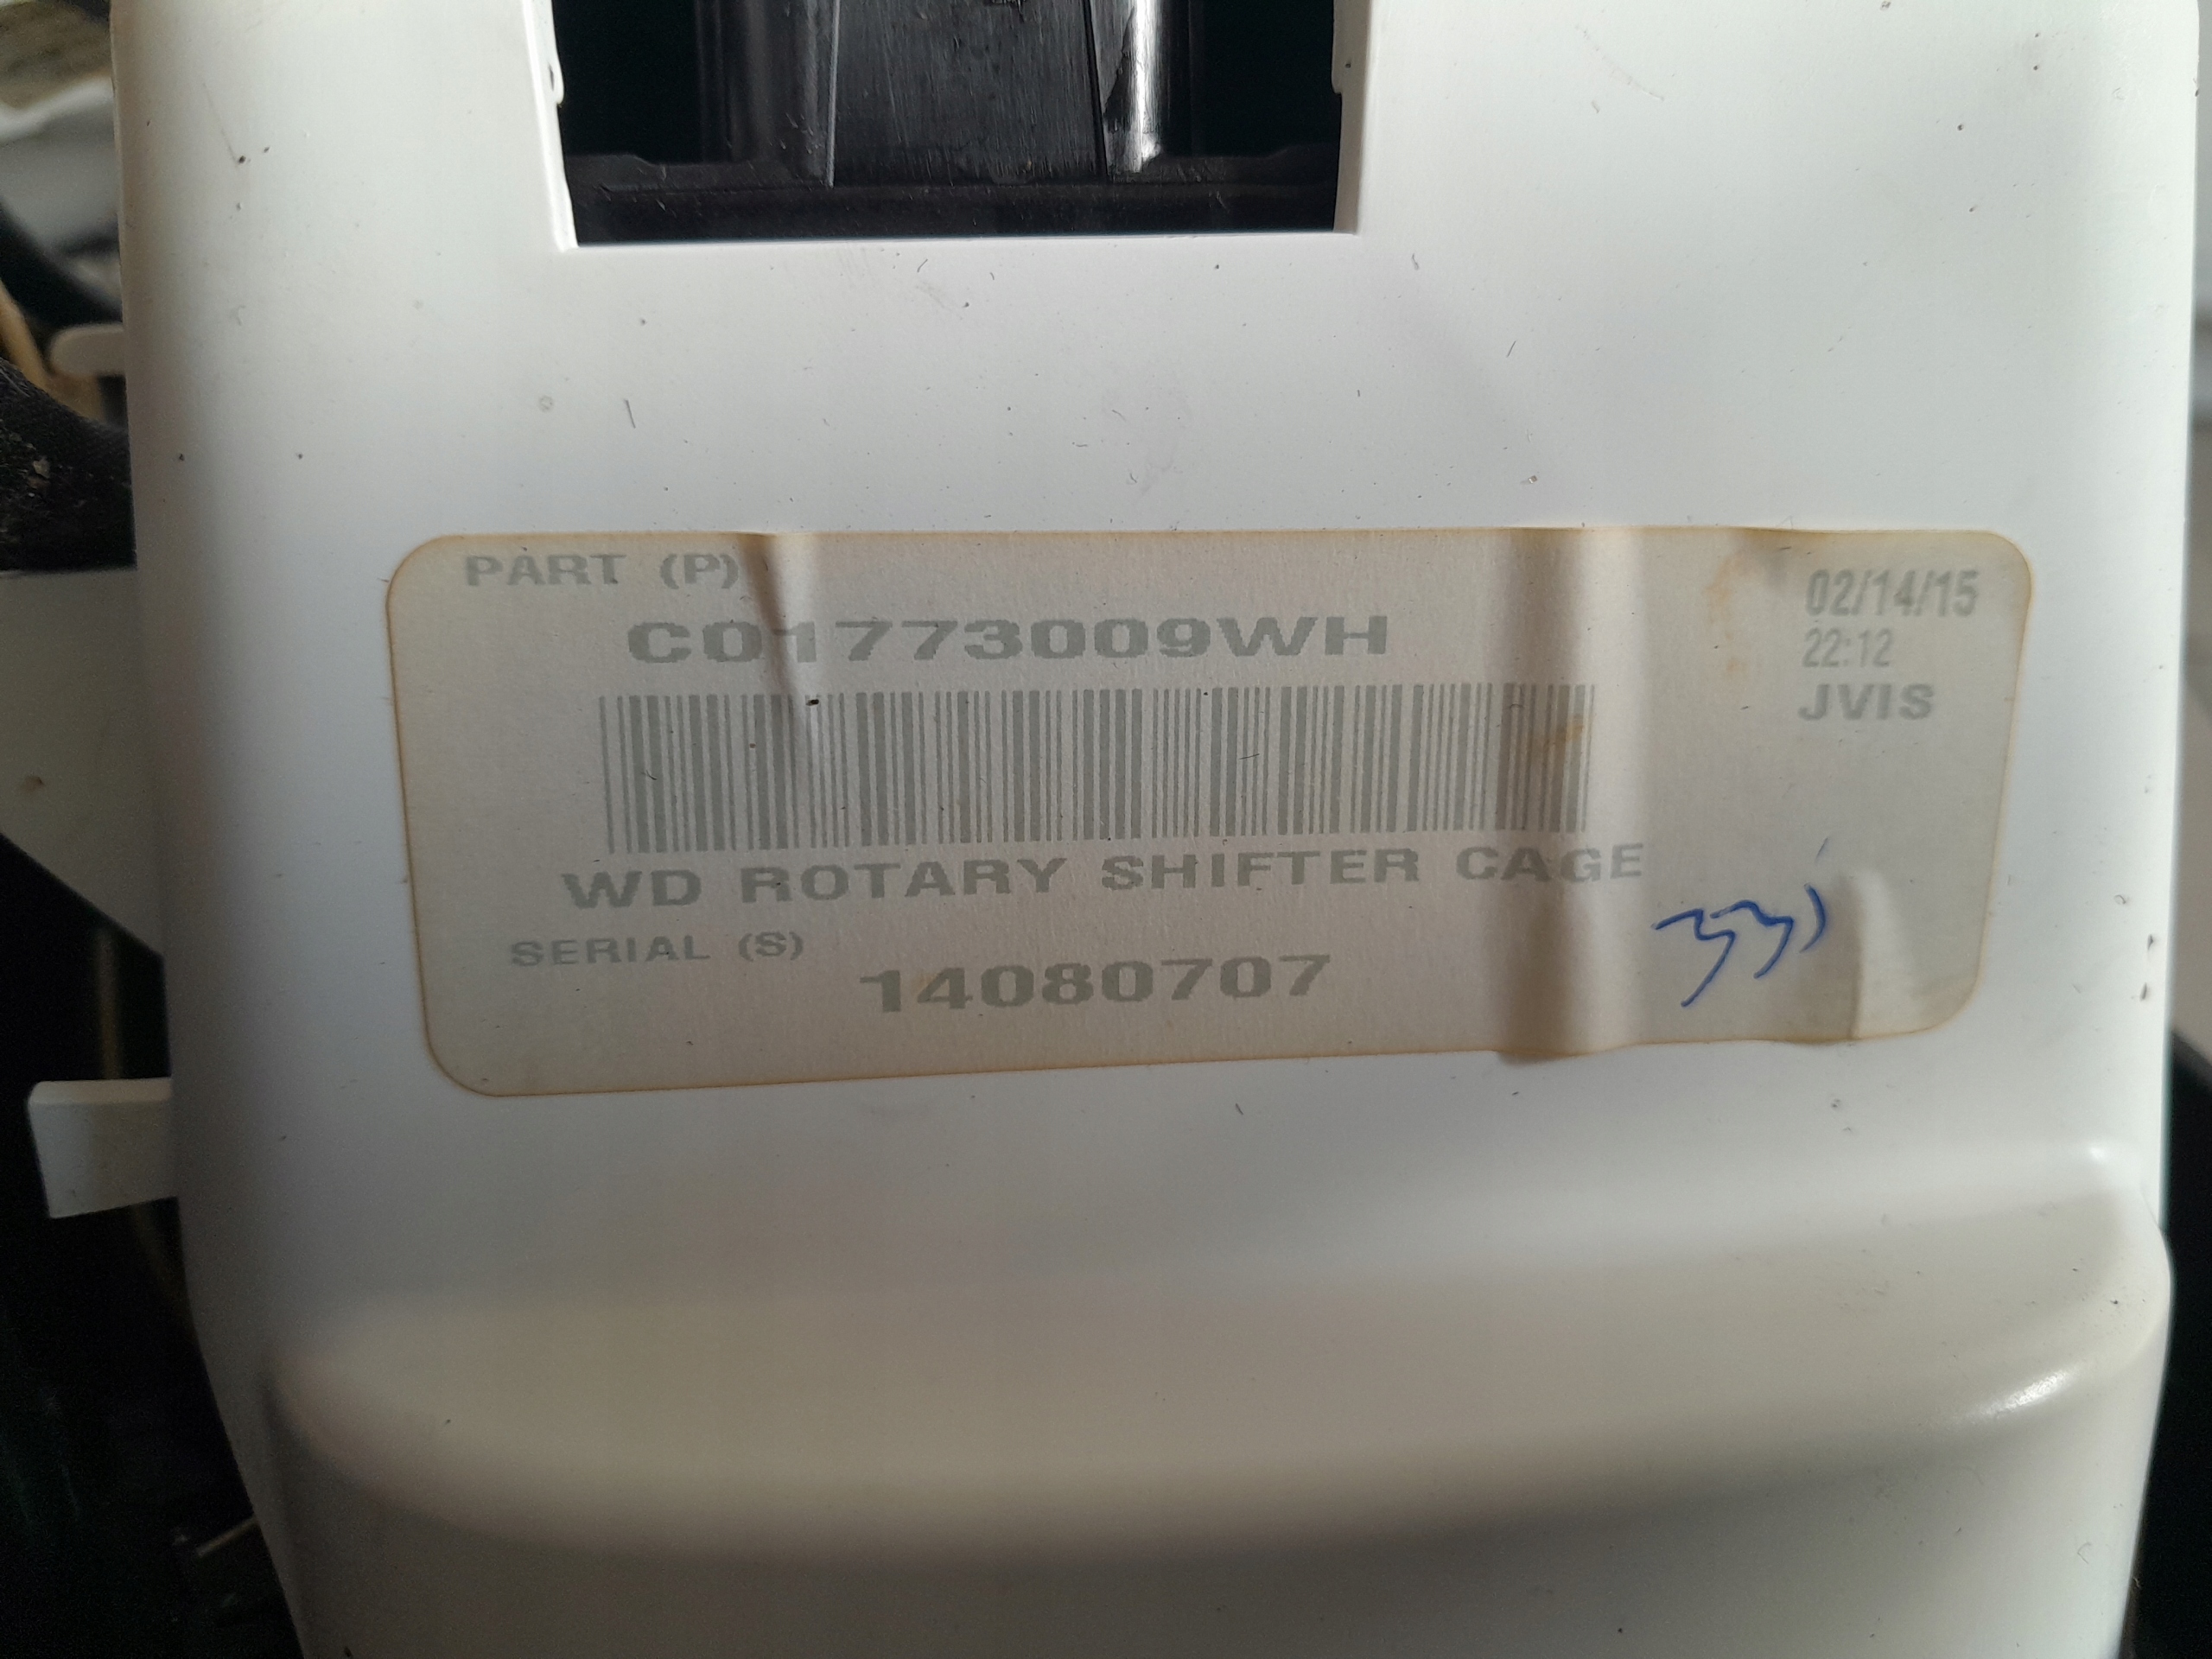 PART (P)
02/14/15
C01773009WH
22:12
JVIS
WD ROTARY SHIFTER CAGE
SERIAL (S)
14080707